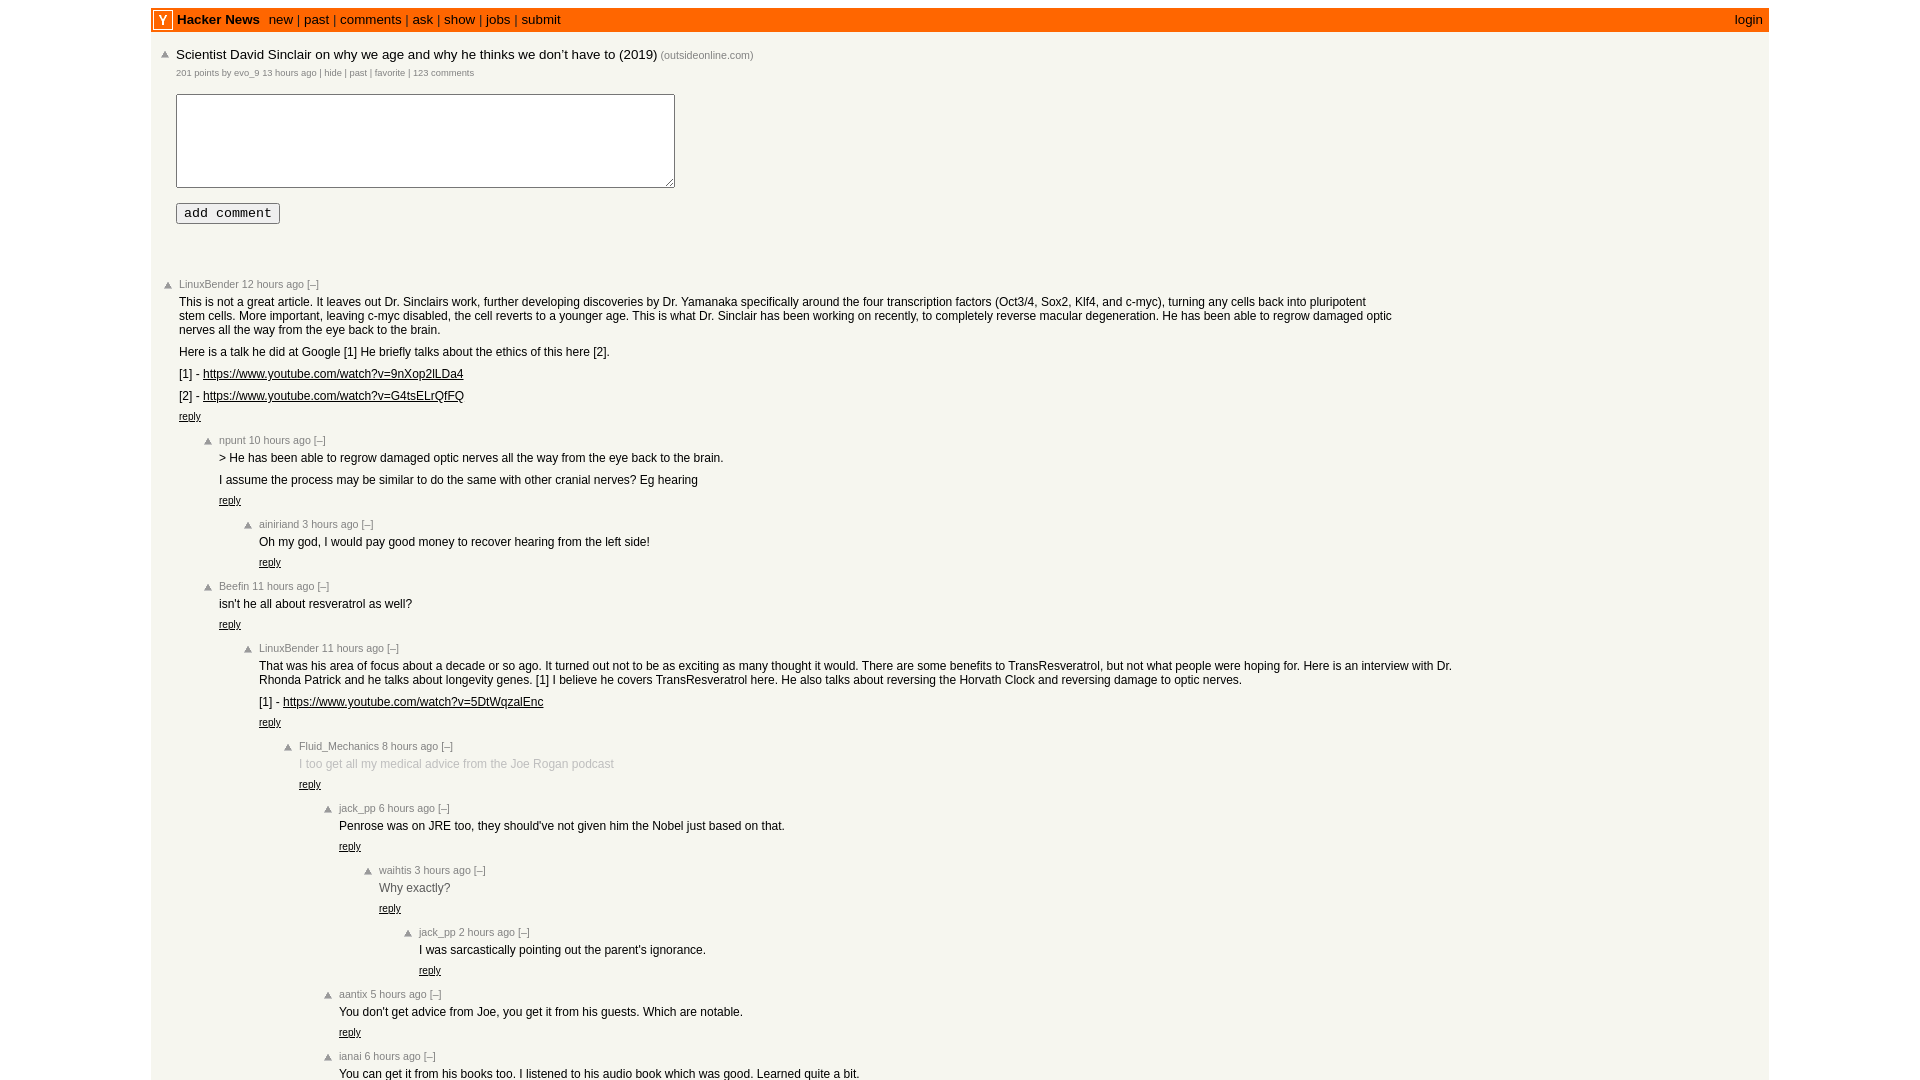 Y Hacker News new | past | comments | ask | show | jobs | submit login
Scientist David Sinclair on why we age and why he thinks we don’t have to (2019) (outsideonline.com)
201 points by evo_9 13 hours ago | hide | past | favorite | 123 comments
add comment
LinuxBender 12 hours ago [–]
This is not a great article. It leaves out Dr. Sinclairs work, further developing discoveries by Dr. Yamanaka specifically around the four transcription factors (Oct3/4, Sox2, Klf4, and c-myc), turning any cells back into pluripotent
stem cells. More important, leaving c-myc disabled, the cell reverts to a younger age. This is what Dr. Sinclair has been working on recently, to completely reverse macular degeneration. He has been able to regrow damaged optic
nerves all the way from the eye back to the brain.
Here is a talk he did at Google [1] He briefly talks about the ethics of this here [2].
[1] - https://www.youtube.com/watch?v=9nXop2lLDa4
[2] - https://www.youtube.com/watch?v=G4tsELrQfFQ
reply
npunt 10 hours ago [–]
> He has been able to regrow damaged optic nerves all the way from the eye back to the brain.
I assume the process may be similar to do the same with other cranial nerves? Eg hearing
reply
ainiriand 3 hours ago [–]
Oh my god, I would pay good money to recover hearing from the left side!
reply
Beefin 11 hours ago [–]
isn't he all about resveratrol as well?
reply
LinuxBender 11 hours ago [–]
That was his area of focus about a decade or so ago. It turned out not to be as exciting as many thought it would. There are some benefits to TransResveratrol, but not what people were hoping for. Here is an interview with Dr.
Rhonda Patrick and he talks about longevity genes. [1] I believe he covers TransResveratrol here. He also talks about reversing the Horvath Clock and reversing damage to optic nerves.
[1] - https://www.youtube.com/watch?v=5DtWqzalEnc
reply
Fluid_Mechanics 8 hours ago [–]
I too get all my medical advice from the Joe Rogan podcast
reply
jack_pp 6 hours ago [–]
Penrose was on JRE too, they should've not given him the Nobel just based on that.
reply
waihtis 3 hours ago [–]
Why exactly?
reply
jack_pp 2 hours ago [–]
I was sarcastically pointing out the parent's ignorance.
reply
aantix 5 hours ago [–]
You don't get advice from Joe, you get it from his guests. Which are notable.
reply
ianai 6 hours ago [–]
You can get it from his books too. I listened to his audio book which was good. Learned quite a bit.